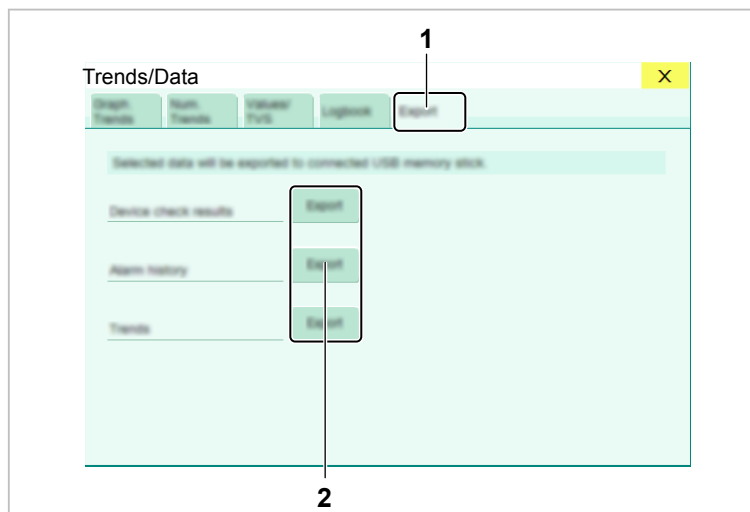 1
Trends/Data
X
Graph. Num. Values/
Trends Trends TVS Logbook Export
Selected data will be exported to connected USB memory stick.
Device check results Export
Alarm history Export
Trends Export
2